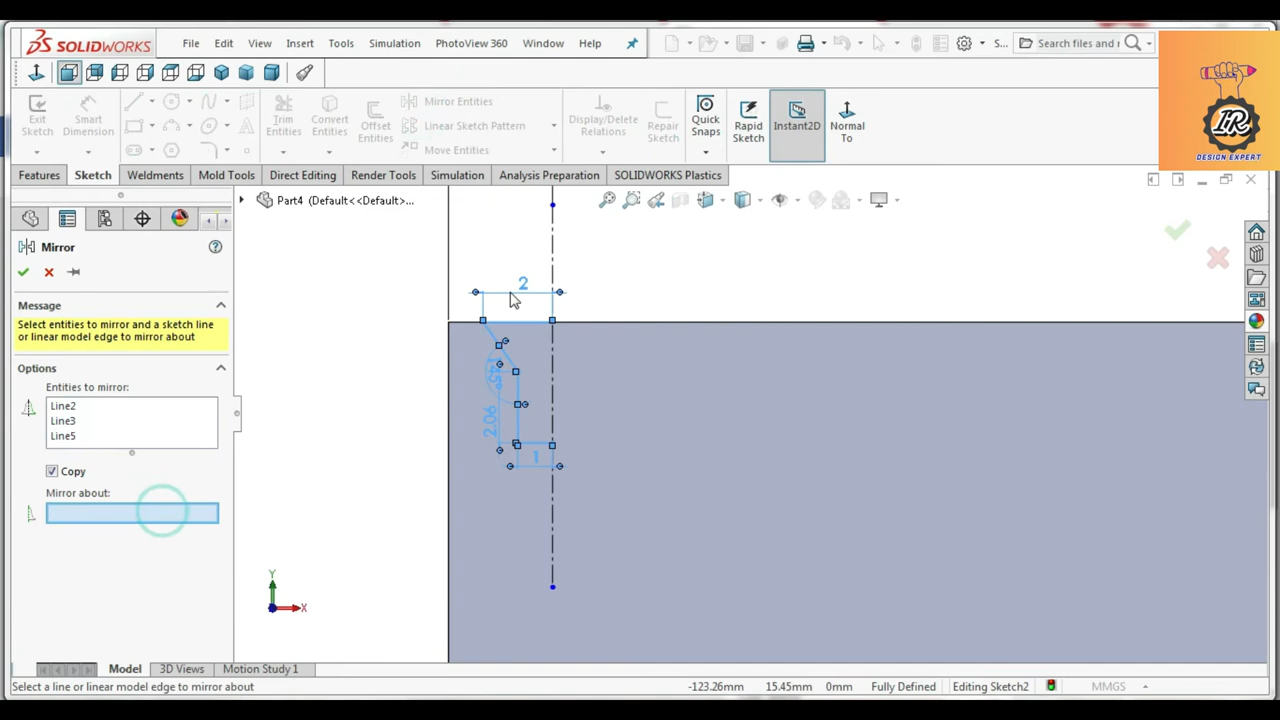 SOLIDWORKS File Edit View Insert Tools Simulation PhotoView 360 Window Help S... Search files and r
Exit Sketch Smart Dimension Trim Entities Convert Entities Offset Entities Mirror Entities Linear Sketch Pattern Move Entities Display/Delete Relations Repair Sketch Quick Snaps Rapid Sketch Instant2D Normal To
IR
DESIGN EXPERT
Features Sketch Weldments Mold Tools Direct Editing Render Tools Simulation Analysis Preparation SOLIDWORKS Plastics
Part4 (Default<<Default>...
Mirror
Message
Select entities to mirror and a sketch line
or linear model edge to mirror about
Options
Entities to mirror:
Line2
Line3
Line5
Copy
Mirror about:
2
145°
2.06
1
Y
X
Model 3D Views Motion Study 1
Select a line or linear model edge to mirror about -123.26mm 15.45mm 0mm Fully Defined Editing Sketch2 MMGS